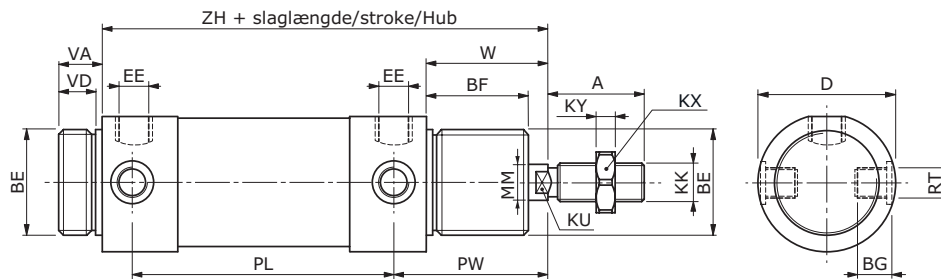 ZH + slaglængde/stroke/Hub
VA
W
VD
EE
EE
BF
A
KY
KX
D
BE
MM
KK
BE
RT
KU
PL
PW
BG